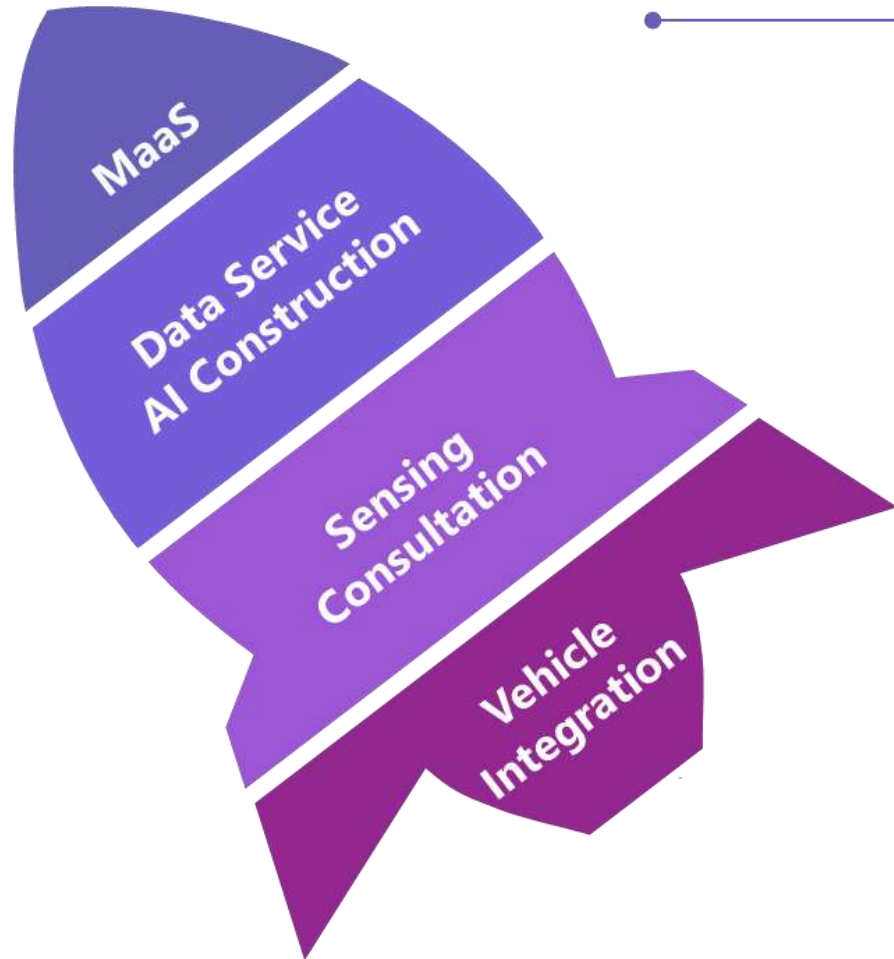 MaaS
Data Service
AI Construction
Sensing
Consultation
Vehicle
Integration